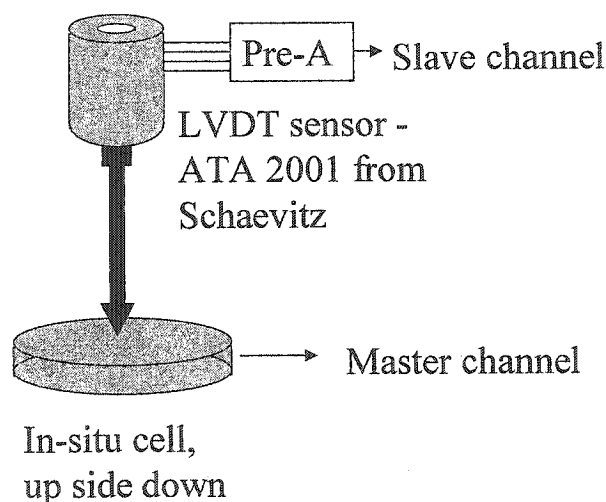 Pre-A
Slave channel
LVDT sensor -
ATA 2001 from
Schaevitz
Master channel
In-situ cell,
up side down